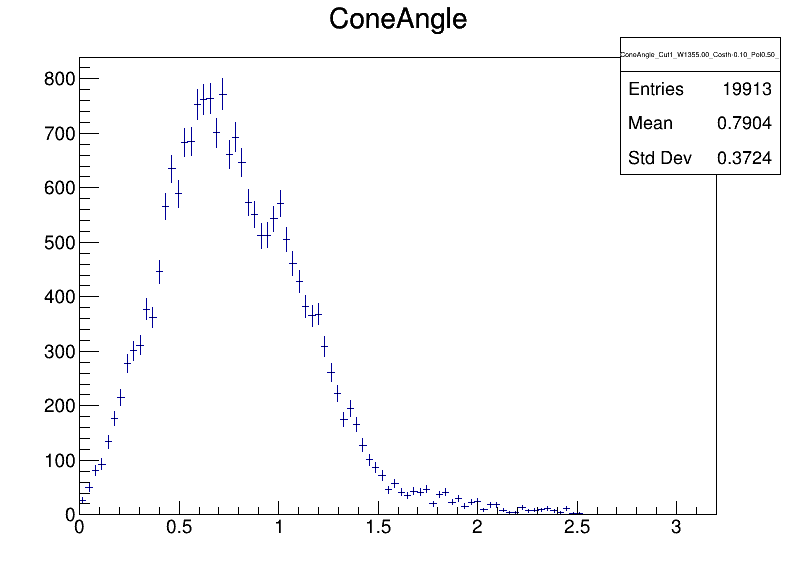 ConeAngle
ConeAngle_Cut1_W1355.00_Costh-0.10_Pol0.50_
Entries 19913
Mean 0.7904
Std Dev 0.3724
800
700
600
500
400
300
200
100
0
0 0.5 1 1.5 2 2.5 3